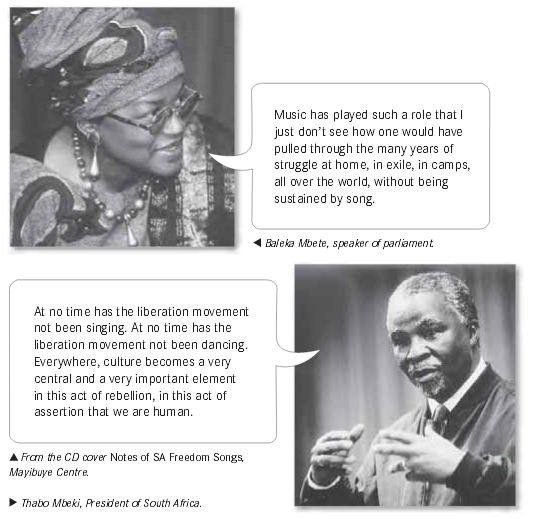 Music has played such a role that I
just don't see how one would have
pulled through the many years of
struggle at home, in exile, in camps,
all over the world, without being
sustained by song.
◀ Baleka Mbete, speaker of parliament.
At no time has the liberation movement
not been singing. At no time has the
liberation movement not been dancing.
Everywhere, culture becomes a very
central and a very important element
in this act of rebellion, in this act of
assertion that we are human.
▲ From the CD cover Notes of SA Freedom Songs,
Mayibuye Centre.
▶ Thabo Mbeki, President of South Africa.